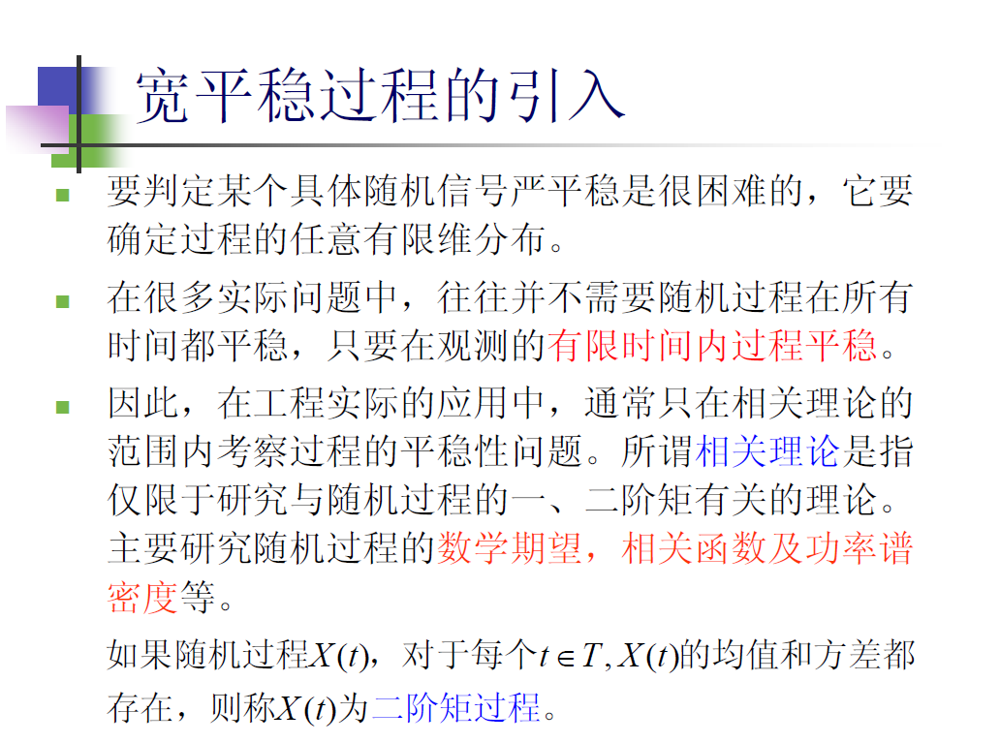 宽平稳过程的引入
要判定某个具体随机信号严平稳是很困难的，它要
确定过程的任意有限维分布。
在很多实际问题中，往往并不需要随机过程在所有
时间都平稳，只要在观测的有限时间内过程平稳。
因此，在工程实际的应用中，通常只在相关理论的
范围内考察过程的平稳性问题。所谓相关理论是指
仅限于研究与随机过程的一、二阶矩有关的理论。
主要研究随机过程的数学期望，相关函数及功率谱
密度等。
如果随机过程X(t)，对于每个t∈T, X(t)的均值和方差都
存在，则称X(t)为二阶矩过程。